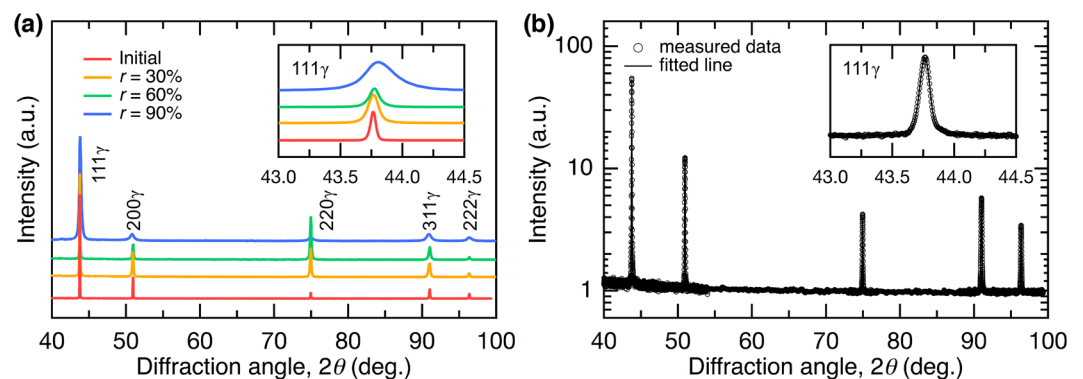 (a)
Initial
r = 30%
r = 60%
r = 90%
111γ
43.0 43.5 44.0 44.5
111γ
200γ
220γ
311γ
222γ
Intensity (a.u.)
40 50 60 70 80 90 100
Diffraction angle, 2θ (deg.)
(b)
100
10
1
measured data
fitted line
111γ
43.0 43.5 44.0 44.5
Intensity (a.u.)
40 50 60 70 80 90 100
Diffraction angle, 2θ (deg.)